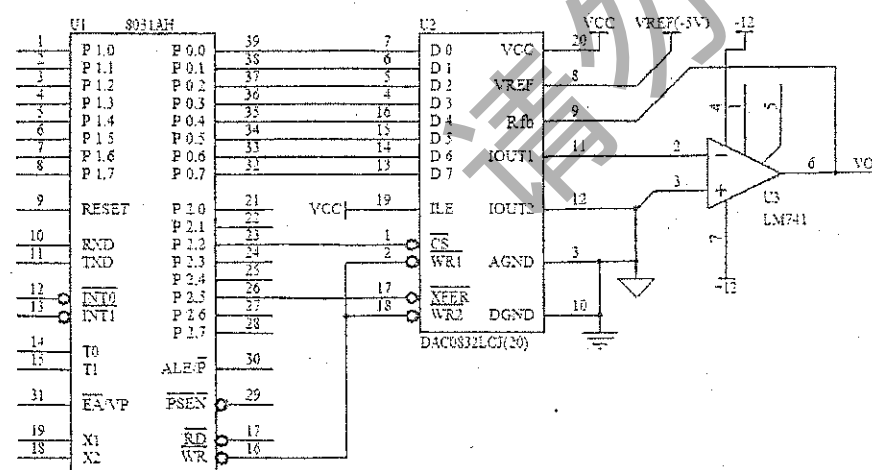 U1 8031AH
1 P1.0
2 P1.1
3 P1.2
4 P1.3
5 P1.4
6 P1.5
7 P1.6
8 P1.7
9 RESET
10 RXD
11 TXD
12 INT0
13 INT1
14 T0
15 T1
31 EA/VP
19 X1
18 X2
P0.0 39
P0.1 38
P0.2 37
P0.3 36
P0.4 35
P0.5 34
P0.6 33
P0.7 32
P2.0 21
P2.1 22
P2.2 23
P2.3 24
P2.4 25
P2.5 26
P2.6 27
P2.7 28
ALE/P 30
PSEN 29
RD 17
WR 16
U2
7 D0
6 D1
5 D2
4 D3
16 D4
15 D5
14 D6
13 D7
VCC 19 ILE
1 CS
2 WR1
17 XFER
18 WR2
VCC 20 VCC
VREF 8 VREF(-5V)
Rfb 9
IOUT1 11
IOUT2 12
AGND 3
DGND 10
DAC0832LCJ(20)
-12
4
1
5
2
3
6 VO
7
U3
LM741
-12
请勿